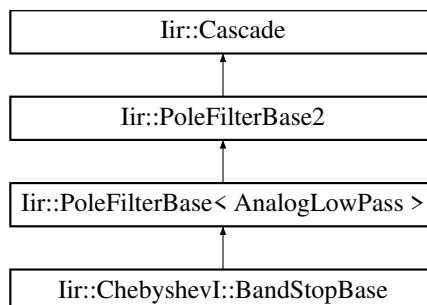 Iir::Cascade
Iir::PoleFilterBase2
Iir::PoleFilterBase< AnalogLowPass >
Iir::ChebyshevI::BandStopBase